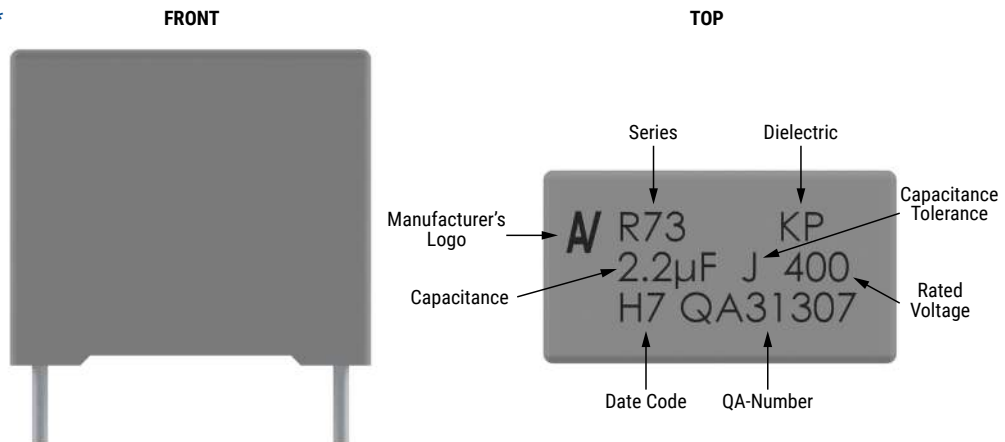 FRONT
TOP
Series
Dielectric
Capacitance
Tolerance
Manufacturer's
Logo
R73 KP
2.2µF J 400
H7 QA31307
Capacitance
Rated
Voltage
Date Code
QA-Number